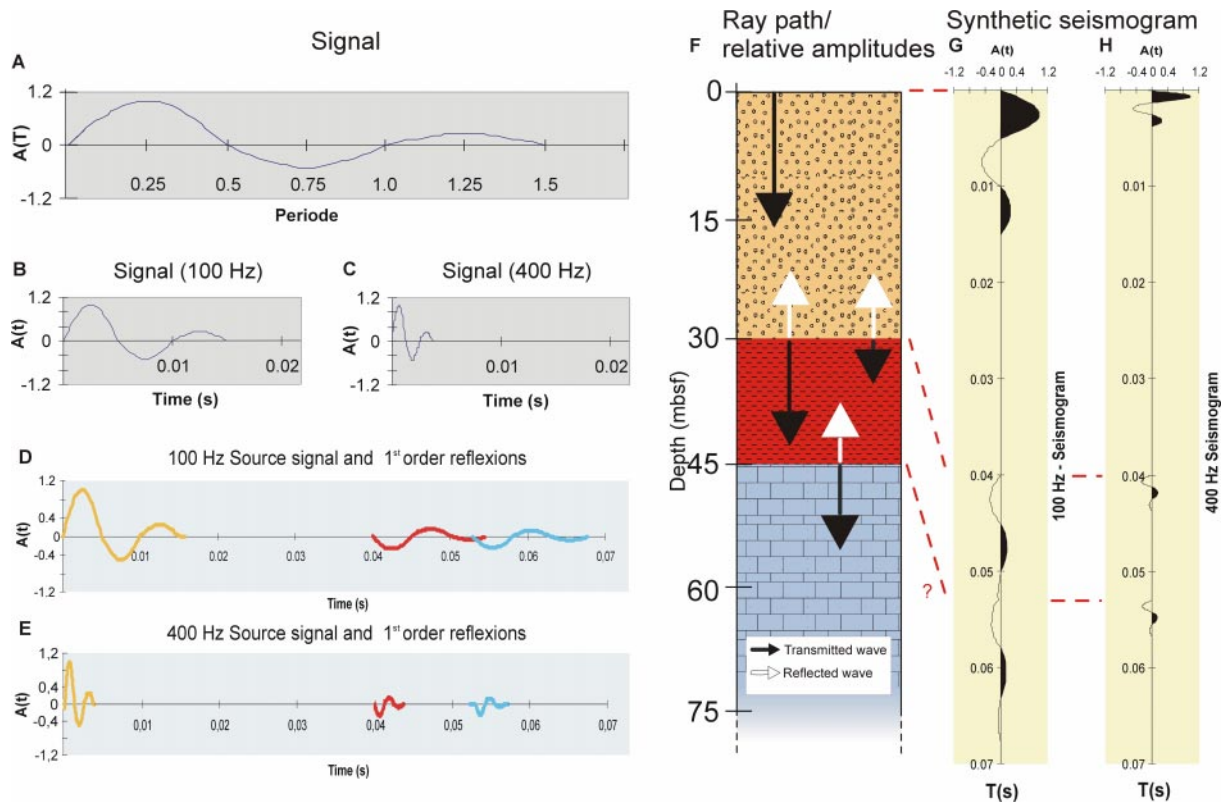 Signal
A
1.2
0
-1.2
A(T)
0.25 0.5 0.75 1.0 1.25 1.5
Periode
B
Signal (100 Hz)
1.2
0
-1.2
A(t)
0.01 0.02
Time (s)
C
Signal (400 Hz)
1.2
0
-1.2
A(t)
0.01 0.02
Time (s)
D
100 Hz Source signal and 1st order reflexions
1.2
0.4
-0.4
-1.2
A(t)
0 0.01 0.02 0.03 0.04 0.05 0.06 0.07
Time (s)
E
400 Hz Source signal and 1st order reflexions
1.2
0.4
-0.4
-1,2
A(t)
0,01 0,02 0,03 0,04 0,05 0,06 0,07
Time (s)
Ray path/
relative amplitudes
F
0
15
30
45
60
75
Depth (mbsf)
Transmitted wave
Reflected wave
?
Synthetic seismogram
G
A(t)
-1.2 -0.4 0 0.4 1.2
0.01
0.02
0.03
0.04
0.05
0.06
0.07
T(s)
100 Hz - Seismogram
H
A(t)
-1.2 -0.4 0 0.4 1.2
0.01
0.02
0.03
0.04
0.05
0.06
0.07
T(s)
400 Hz Seismogram